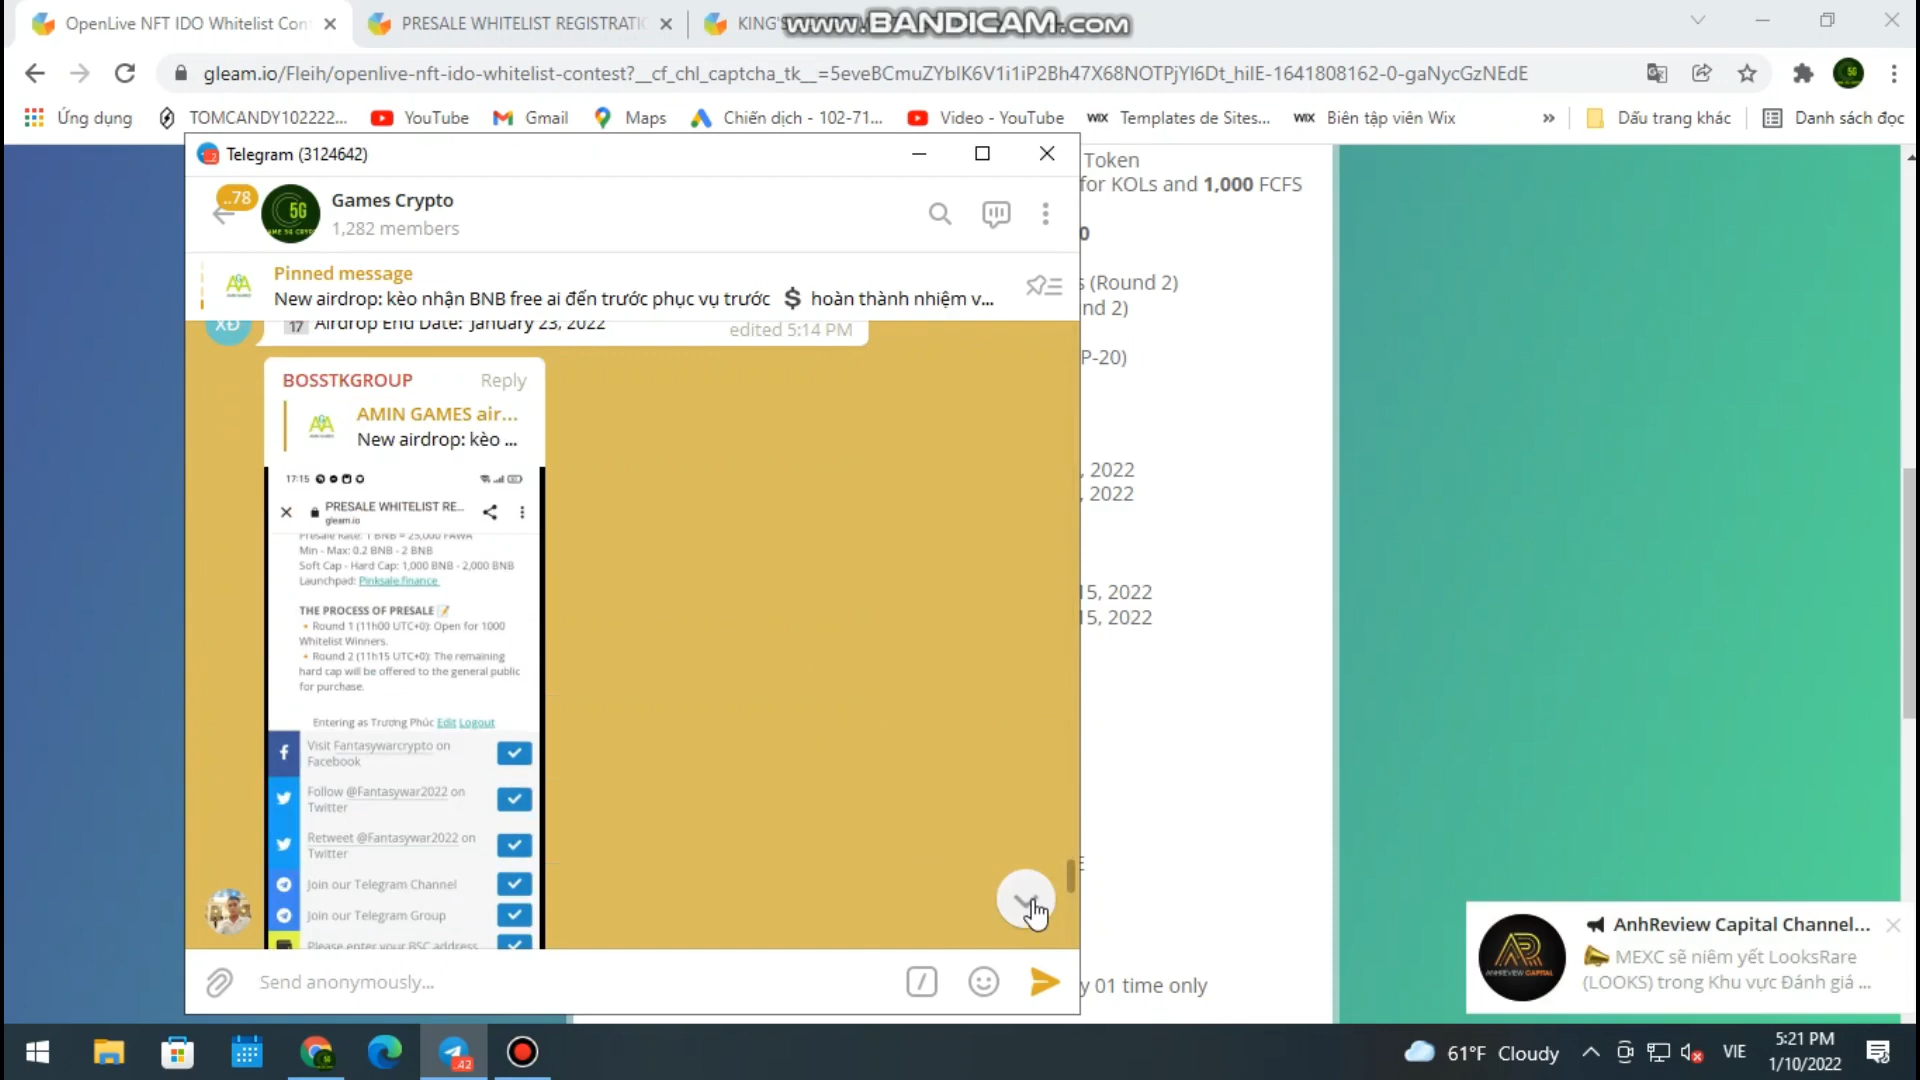 OpenLive NFT IDO Whitelist Con
PRESALE WHITELIST REGISTRATIO
KING'S
www.BANDICAM.com
gleam.io/Fleih/openlive-nft-ido-whitelist-contest?__cf_chl_captcha_tk__=5eveBCmuZYbIK6V1i1iP2Bh47X68NOTPjYI6Dt_hiIE-1641808162-0-gaNycGzNEdE
Ứng dụng
TOMCANDY102222...
YouTube
Gmail
Maps
Chiến dịch - 102-71...
Video - YouTube
WIX Templates de Sites...
WIX Biên tập viên Wix
»
Dấu trang khác
Danh sách đọc
Telegram (3124642)
..78
5G
Games Crypto
1,282 members
Pinned message
New airdrop: kèo nhận BNB free ai đến trước phục vụ trước $ hoàn thành nhiệm v...
XĐ
17 Airdrop End Date: January 23, 2022
edited 5:14 PM
BOSSTKGROUP
Reply
AMIN GAMES air...
New airdrop: kèo ...
17:15
PRESALE WHITELIST RE...
gleam.io
Presale Rate: 1 BNB = 25,000 FAWA
Min - Max: 0.2 BNB - 2 BNB
Soft Cap - Hard Cap: 1,000 BNB - 2,000 BNB
Launchpad: Pinksale.finance
THE PROCESS OF PRESALE
Round 1 (11h00 UTC+0): Open for 1000
Whitelist Winners.
Round 2 (11h15 UTC+0): The remaining
hard cap will be offered to the general public
for purchase.
Entering as Trương Phúc Edit Logout
Visit Fantasywarcrypto on
Facebook
Follow @Fantasywar2022 on
Twitter
Retweet @Fantasywar2022 on
Twitter
Join our Telegram Channel
Join our Telegram Group
Please enter your BSC address
Send anonymously...
Token
for KOLs and 1,000 FCFS
0
s (Round 2)
nd 2)
P-20)
, 2022
, 2022
15, 2022
15, 2022
E
y 01 time only
AnhReview Capital Channel...
MEXC sẽ niêm yết LooksRare
(LOOKS) trong Khu vực Đánh giá ...
ANHREVIEW CAPITAL
.42
61°F Cloudy
VIE
5:21 PM
1/10/2022